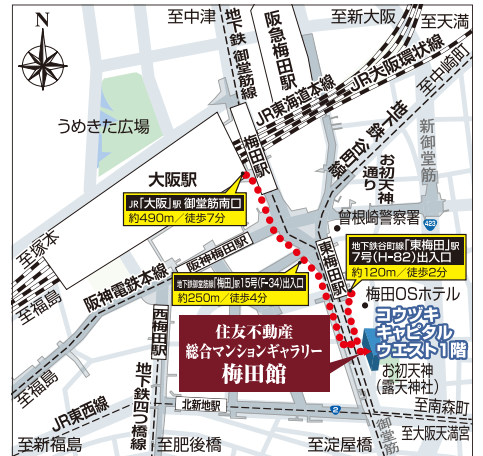 N
至中津
地下鉄 御堂筋線
阪急梅田駅
至新大阪
至天満
JR大阪環状線
JR東海道本線
至中崎町
地下鉄谷町線
新御堂筋
お初天神通り
うめきた広場
梅田駅
大阪駅
JR「大阪」駅 御堂筋南口
約490m／徒歩7分
曾根崎警察署
423
地下鉄谷町線「東梅田」駅
7号(H-82)出入口
約120m／徒歩2分
東梅田駅
至塚本
至福島
阪神電鉄本線
阪神梅田駅
地下鉄御堂筋線「梅田」駅15号(F-34)出入口
約250m／徒歩4分
梅田OSホテル
コウヅキ
キャピタル
ウエスト1階
西梅田駅
住友不動産
総合マンションギャラリー
梅田館
お初天神
(露天神社)
至福島
地下鉄四つ橋線
JR東西線
北新地駅
2
至南森町
御堂筋
至大阪天満宮
至新福島
至肥後橋
至淀屋橋